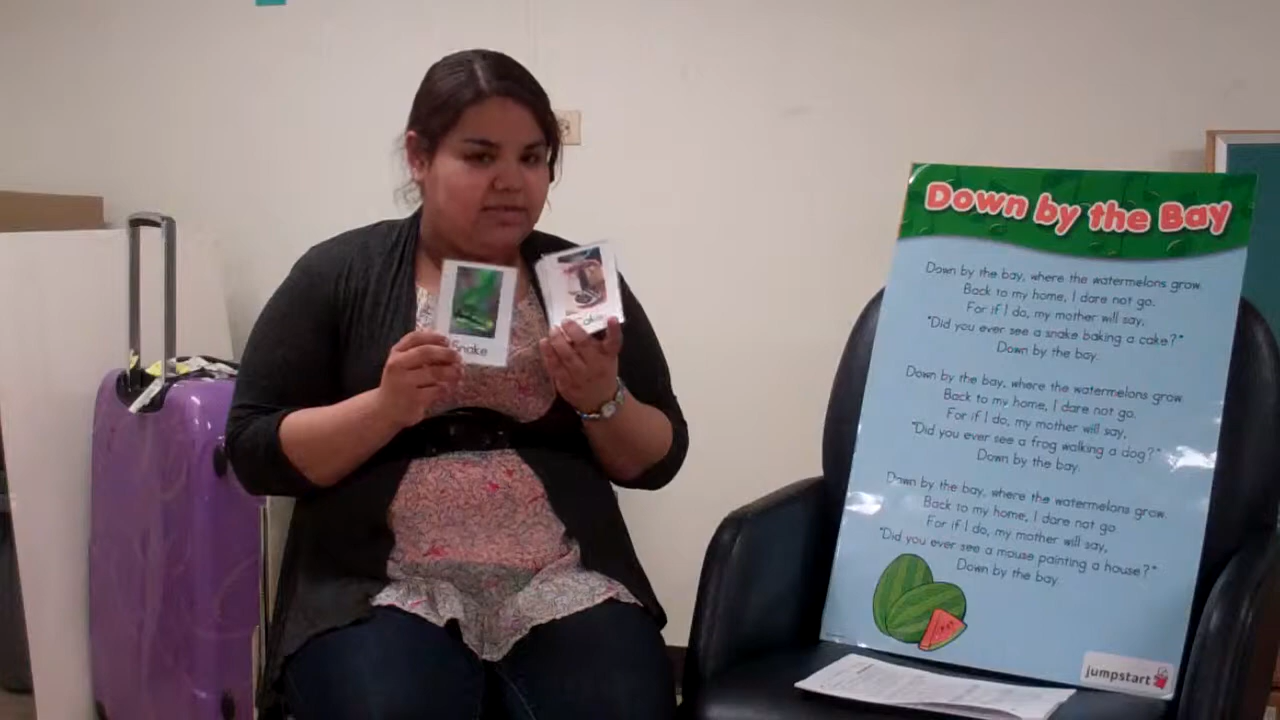 Snake
Cake
Down by the Bay
Down by the bay, where the watermelons grow.
Back to my home, I dare not go.
For if I do, my mother will say,
"Did you ever see a snake baking a cake?"
Down by the bay.
Down by the bay, where the watermelons grow
Back to my home, I dare not go.
For if I do, my mother will say,
"Did you ever see a frog walking a dog?"
Down by the bay.
Down by the bay, where the watermelons grow.
Back to my home, I dare not go
For if I do, my mother will say,
"Did you ever see a mouse painting a house?"
Down by the bay.
jumpstart